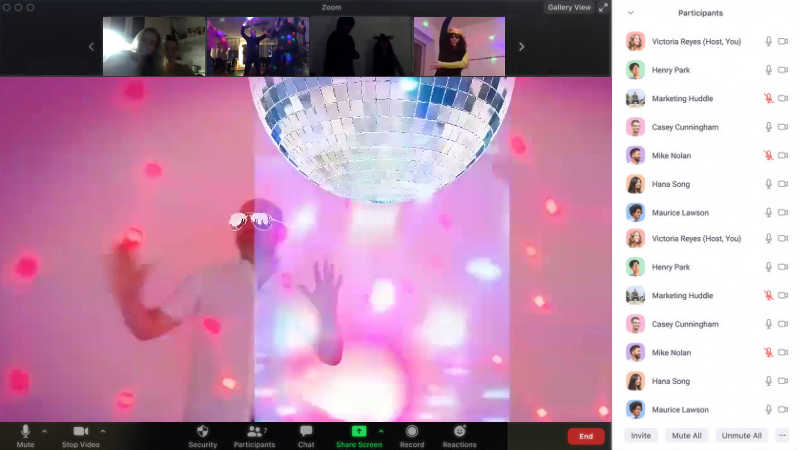 Zoom
Gallery View
Participants
Victoria Reyes (Host, You)
Henry Park
Marketing Huddle
Casey Cunningham
Mike Nolan
Hana Song
Maurice Lawson
Victoria Reyes (Host, You)
Henry Park
Marketing Huddle
Casey Cunningham
Mike Nolan
Hana Song
Maurice Lawson
Invite
Mute All
Unmute All
Mute
Stop Video
Security
Participants
7
Chat
Share Screen
Record
Reactions
End